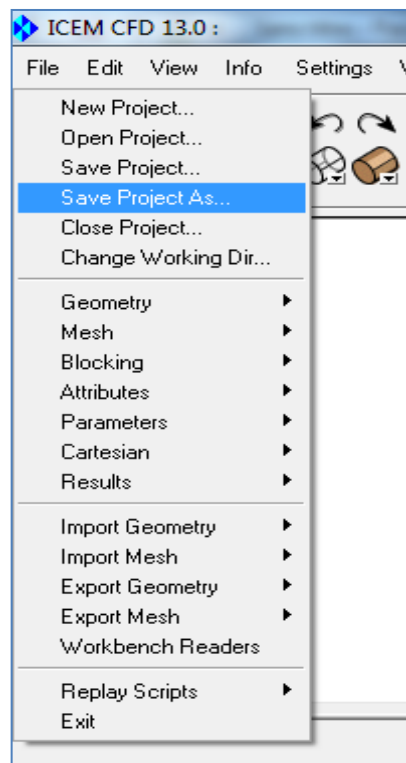 ICEM CFD 13.0 :
File Edit View Info Settings
New Project...
Open Project...
Save Project...
Save Project As...
Close Project...
Change Working Dir...
Geometry
Mesh
Blocking
Attributes
Parameters
Cartesian
Results
Import Geometry
Import Mesh
Export Geometry
Export Mesh
Workbench Readers
Replay Scripts
Exit